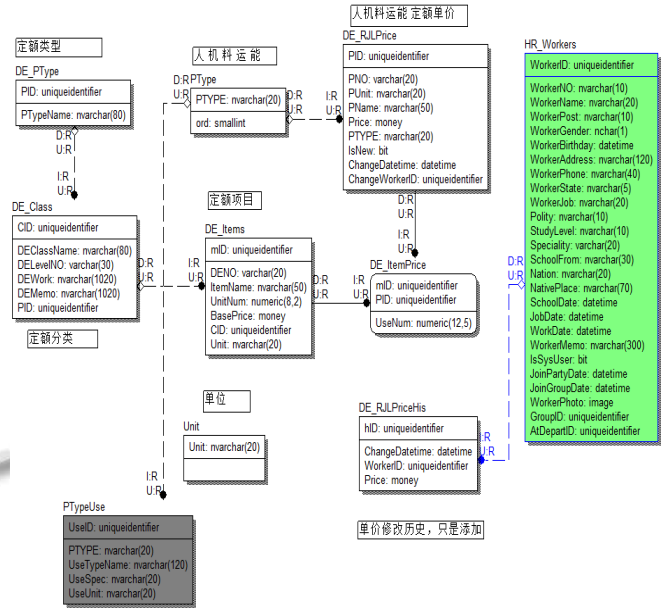 定额类型
DE_PType
PID: uniqueidentifier
PTypeName: nvarchar(80)
D:R
U:R
I:R
U:R
DE_Class
CID: uniqueidentifier
DEClassName: nvarchar(80)
DELevelNO: varchar(30)
DEWork: nvarchar(1020)
DEMemo: nvarchar(1020)
PID: uniqueidentifier
定额分类
D:R
U:R
I:R
U:R
人机料运能
PType
D:R
U:R
PTYPE: nvarchar(20)
ord: smallint
D:R
U:R
I:R
U:R
人机料运能 定额单价
DE_RJLPrice
PID: uniqueidentifier
PNO: varchar(20)
PUnit: varchar(20)
PName: nvarchar(50)
Price: money
PTYPE: nvarchar(20)
IsNew: bit
ChangeDatetime: datetime
ChangeWorkerID: uniqueidentifier
D:R
U:R
I:R
U:R
定额项目
DE_Items
mID: uniqueidentifier
DENO: varchar(20)
ItemName: nvarchar(50)
UnitNum: numeric(8,2)
BasePrice: money
CID: uniqueidentifier
Unit: nvarchar(20)
D:R
U:R
I:R
U:R
DE_ItemPrice
mID: uniqueidentifier
PID: uniqueidentifier
UseNum: numeric(12,5)
单位
Unit
Unit: nvarchar(20)
I:R
U:R
PTypeUse
UseID: uniqueidentifier
PTYPE: nvarchar(20)
UseTypeName: nvarchar(120)
UseSpec: nvarchar(20)
UseUnit: nvarchar(20)
DE_RJLPriceHis
hID: uniqueidentifier
ChangeDatetime: datetime
WorkerID: uniqueidentifier
Price: money
I:R
U:R
单价修改历史，只是添加
D:R
U:R
HR_Workers
WorkerID: uniqueidentifier
WorkerNO: nvarchar(10)
WorkerName: nvarchar(20)
WorkerPost: nvarchar(10)
WorkerGender: nchar(1)
WorkerBirthday: datetime
WorkerAddress: nvarchar(120)
WorkerPhone: nvarchar(40)
WorkerState: nvarchar(5)
WorkerJob: nvarchar(20)
Polity: nvarchar(10)
StudyLevel: nvarchar(10)
Speciality: varchar(20)
SchoolFrom: nvarchar(30)
Nation: nvarchar(20)
NativePlace: nvarchar(70)
SchoolDate: datetime
JobDate: datetime
WorkDate: datetime
WorkerMemo: nvarchar(300)
IsSysUser: bit
JoinPartyDate: datetime
JoinGroupDate: datetime
WorkerPhoto: image
GroupID: uniqueidentifier
AtDepartID: uniqueidentifier